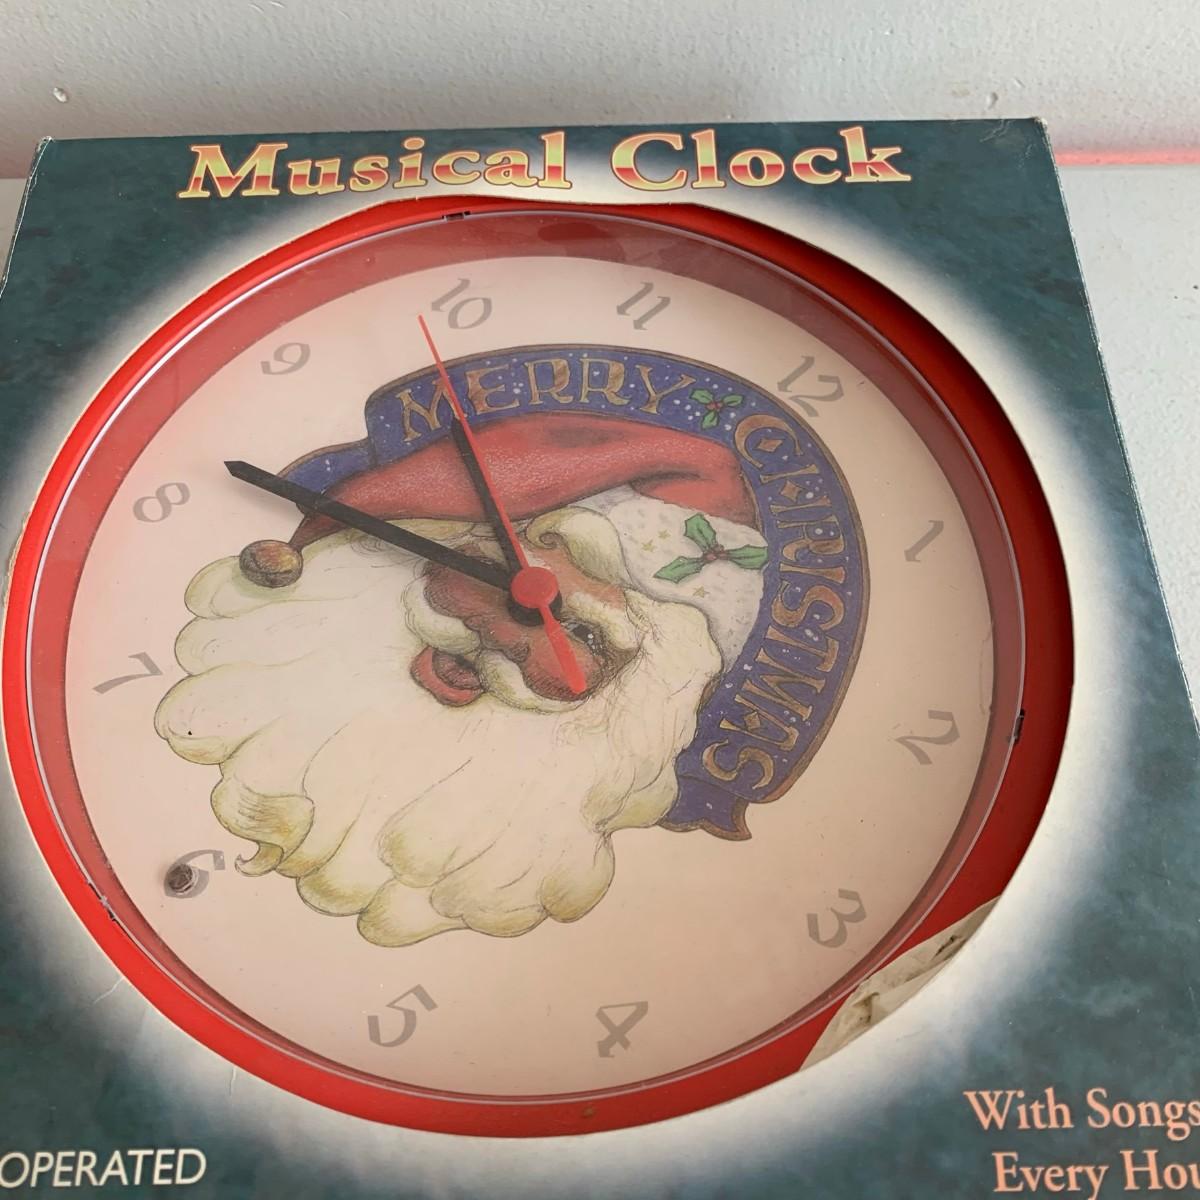 Musical Clock
MERRY CHRISTMAS
12
1
2
3
4
5
6
7
8
9
10
11
OPERATED
With Songs
Every Hou